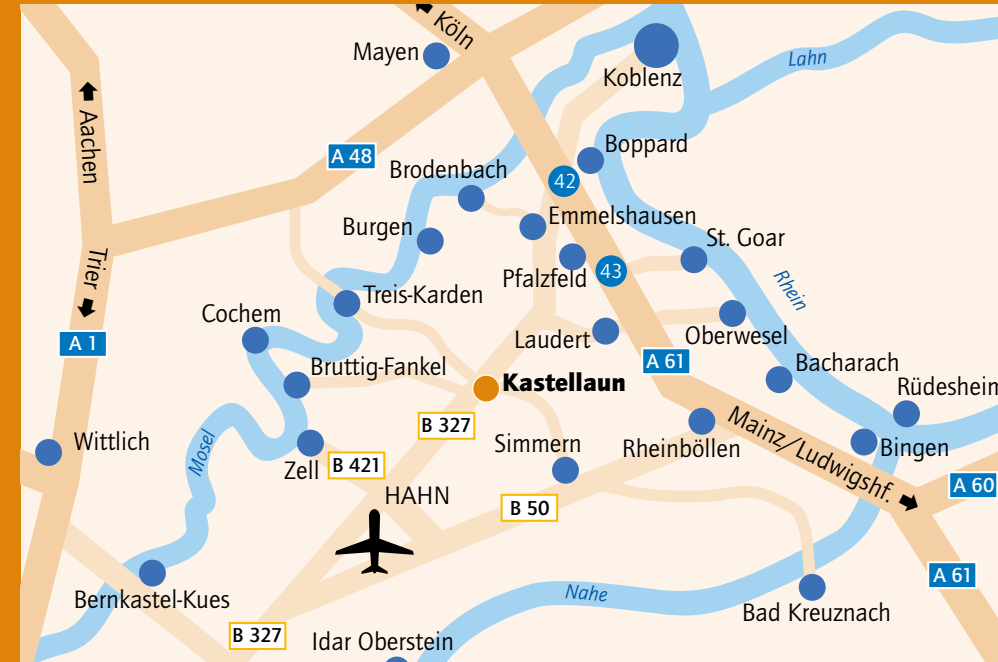 Köln
Mayen
Koblenz
Lahn
Aachen
A 48
Boppard
Brodenbach
42
Burgen
Emmelshausen
St. Goar
Trier
Pfalzfeld
43
Rhein
Treis-Karden
Cochem
A 1
Laudert
Oberwesel
Bruttig-Fankel
A 61
Bacharach
Kastellaun
Rüdesheim
B 327
Wittlich
Mosel
Simmern
Rheinböllen
Mainz/Ludwigshf.
Bingen
Zell
B 421
HAHN
B 50
A 60
A 61
Bernkastel-Kues
Nahe
Bad Kreuznach
B 327
Idar Oberstein